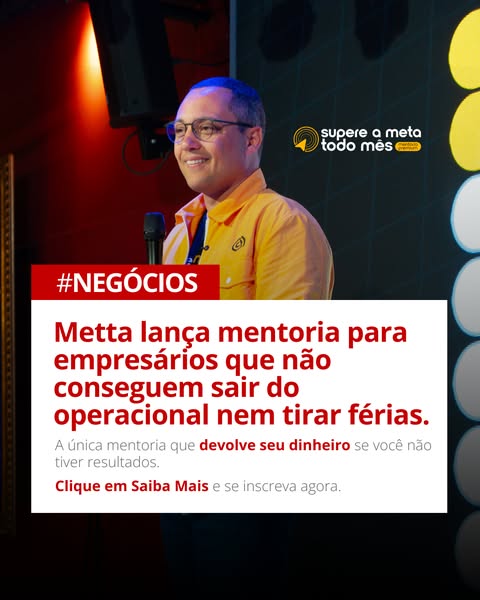 supere a meta
todo mês
mentoria
premium
#NEGÓCIOS
Metta lança mentoria para
empresários que não
conseguem sair do
operacional nem tirar férias.
A única mentoria que devolve seu dinheiro se você não
tiver resultados.
Clique em Saiba Mais e se inscreva agora.